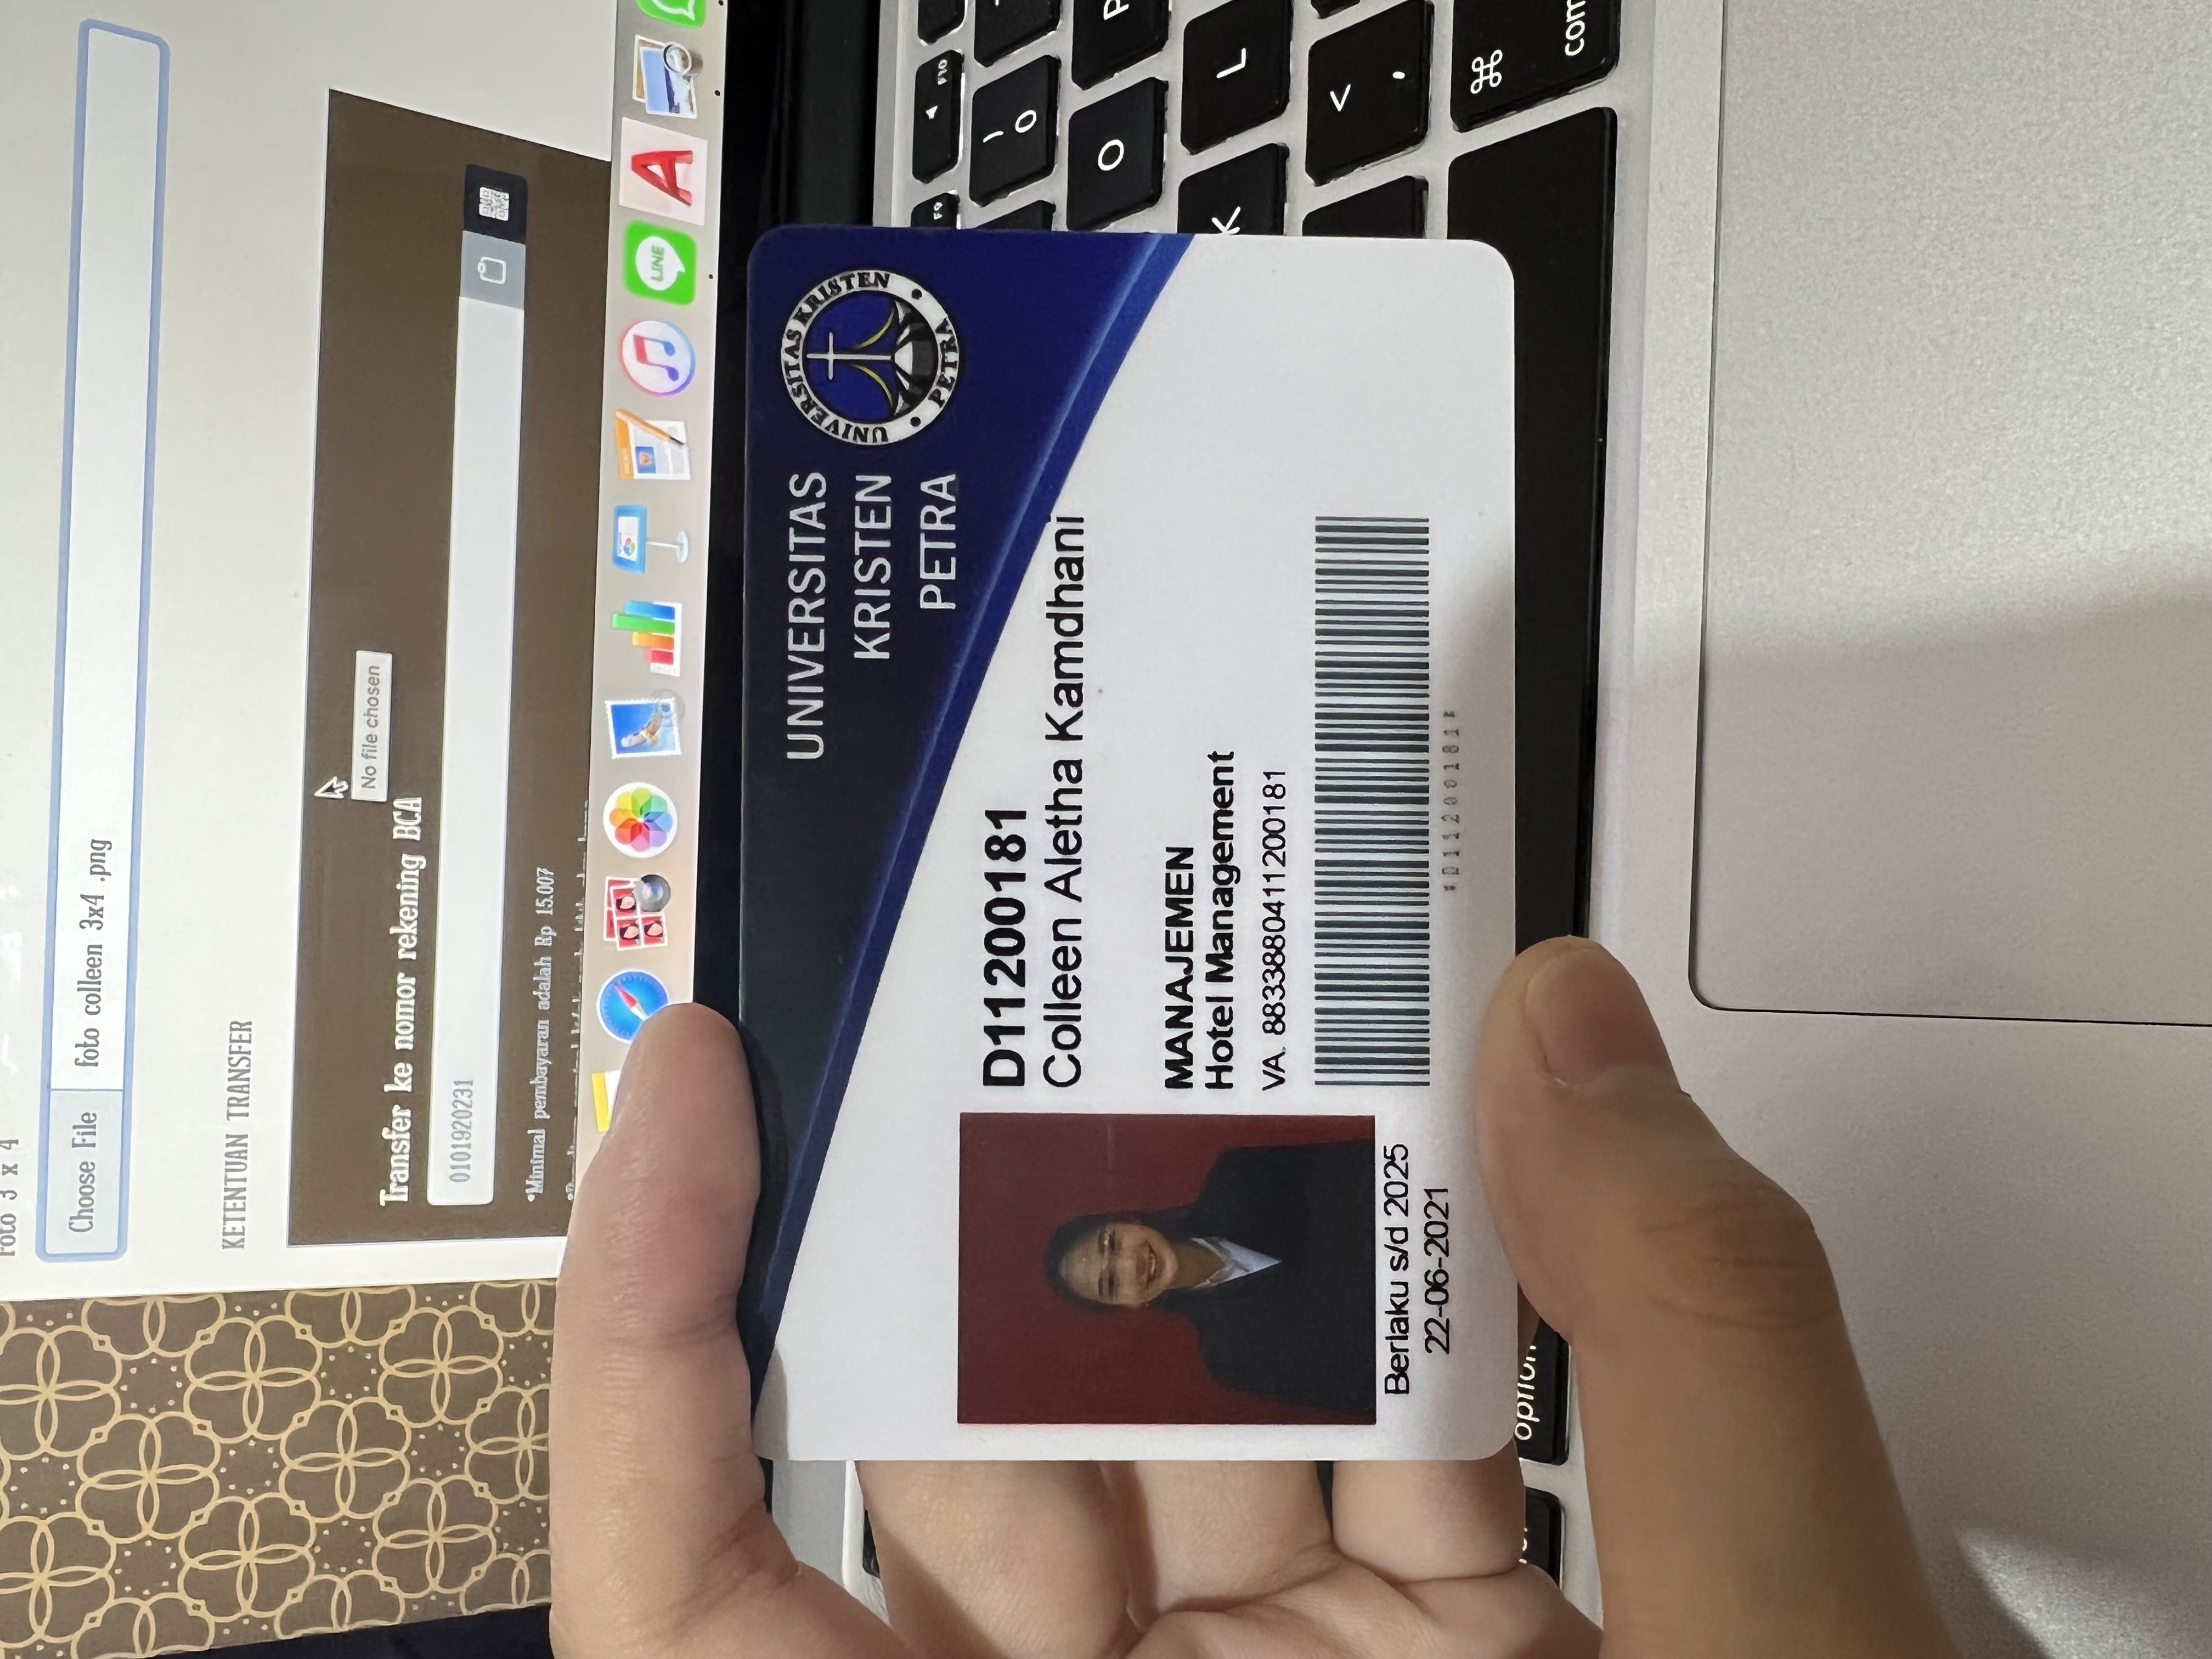 Foto 3 x 4
Choose File foto colleen 3x4 .png
KETENTUAN TRANSFER
No file chosen
Transfer ke nomor rekening BCA
0101920231
*Minimal pembayaran adalah Rp 15.007
LINE
UNIVERSITAS
KRISTEN
PETRA
UNIVERSITAS KRISTEN
PETRA
D11200181
Colleen Aletha Kamdhani
MANAJEMEN
Hotel Management
VA. 8833880411200181
Berlaku s/d 2025
22-06-2021
*D11200181*
F9
F10
)
0
O
P
K
L
<
,
⌘
option
com